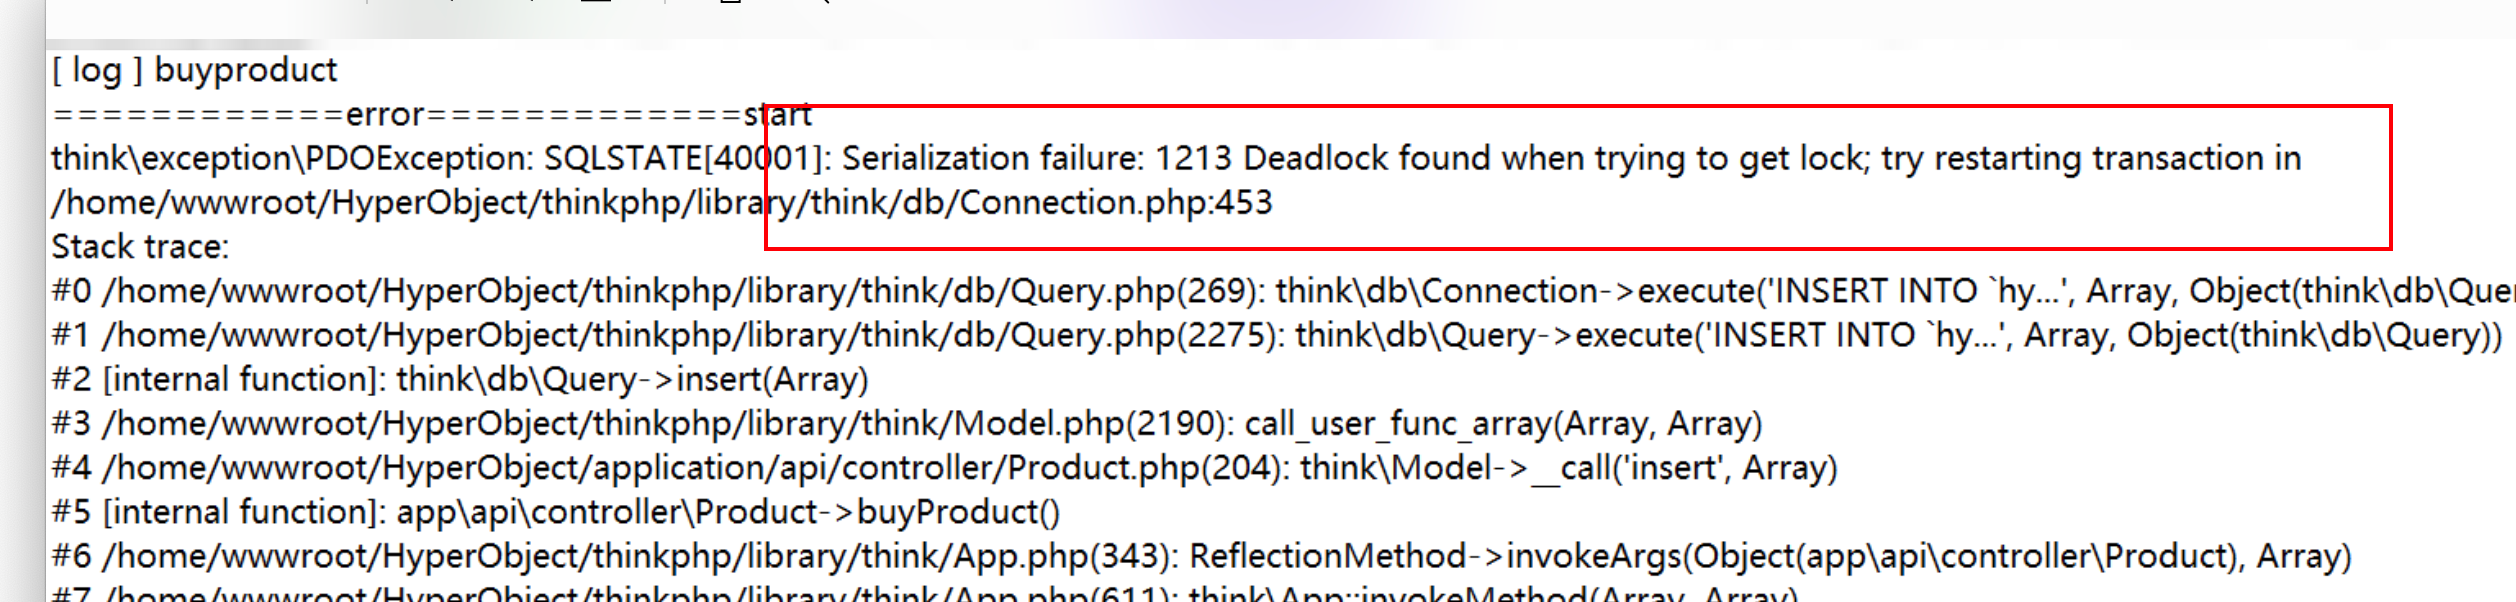 [ log ] buyproduct
============error=============start
think\exception\PDOException: SQLSTATE[40001]: Serialization failure: 1213 Deadlock found when trying to get lock; try restarting transaction in
/home/wwwroot/HyperObject/thinkphp/library/think/db/Connection.php:453
Stack trace:
#0 /home/wwwroot/HyperObject/thinkphp/library/think/db/Query.php(269): think\db\Connection->execute('INSERT INTO `hy...', Array, Object(think\db\Quer
#1 /home/wwwroot/HyperObject/thinkphp/library/think/db/Query.php(2275): think\db\Query->execute('INSERT INTO `hy...', Array, Object(think\db\Query))
#2 [internal function]: think\db\Query->insert(Array)
#3 /home/wwwroot/HyperObject/thinkphp/library/think/Model.php(2190): call_user_func_array(Array, Array)
#4 /home/wwwroot/HyperObject/application/api/controller/Product.php(204): think\Model->__call('insert', Array)
#5 [internal function]: app\api\controller\Product->buyProduct()
#6 /home/wwwroot/HyperObject/thinkphp/library/think/App.php(343): ReflectionMethod->invokeArgs(Object(app\api\controller\Product), Array)
#7 /home/wwwroot/HyperObject/thinkphp/library/think/App.php(611): think\App::invokeMethod(Array, Array)